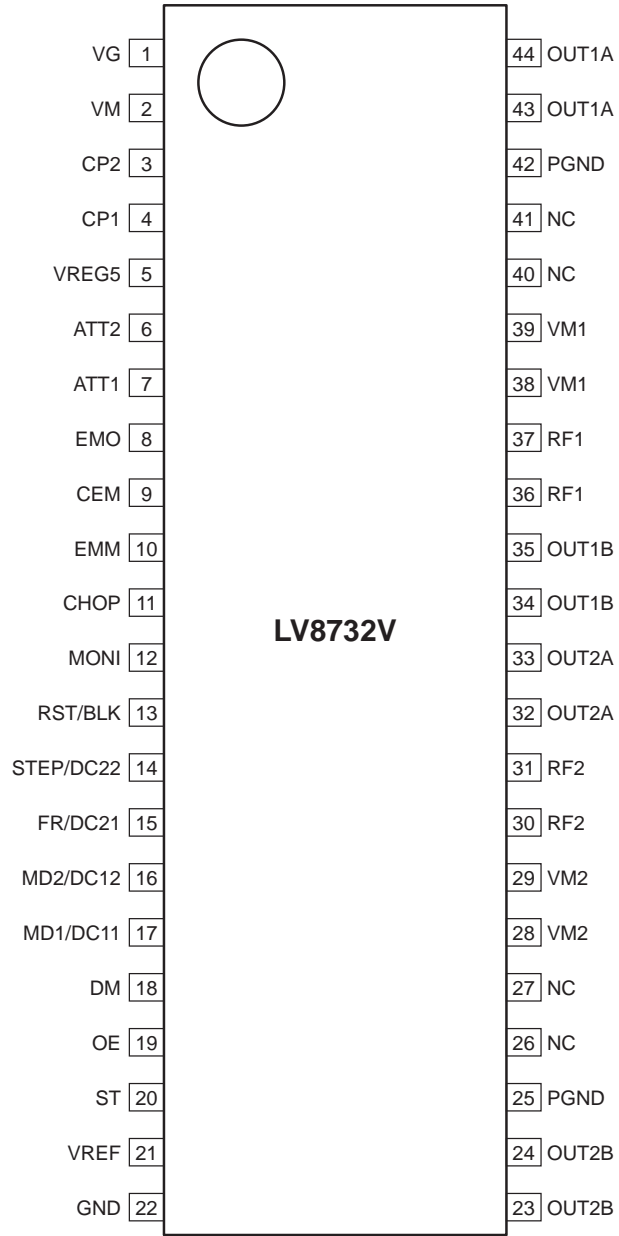 VG 1 44 OUT1A
VM 2 43 OUT1A
CP2 3 42 PGND
CP1 4 41 NC
VREG5 5 40 NC
ATT2 6 39 VM1
ATT1 7 38 VM1
EMO 8 37 RF1
CEM 9 36 RF1
EMM 10 35 OUT1B
CHOP 11 34 OUT1B
LV8732V
MONI 12 33 OUT2A
RST/BLK 13 32 OUT2A
STEP/DC22 14 31 RF2
FR/DC21 15 30 RF2
MD2/DC12 16 29 VM2
MD1/DC11 17 28 VM2
DM 18 27 NC
OE 19 26 NC
ST 20 25 PGND
VREF 21 24 OUT2B
GND 22 23 OUT2B